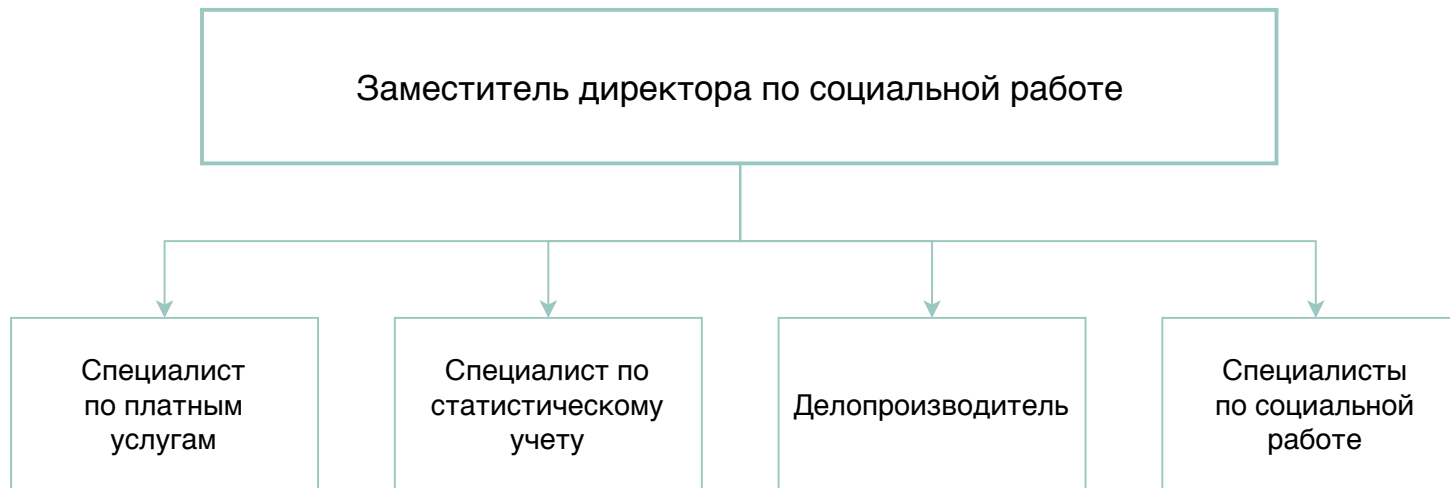 Заместитель директора по социальной работе
Специалист
по платным
услугам
Специалист по
статистическому
учету
Делопроизводитель
Специалисты
по социальной
работе